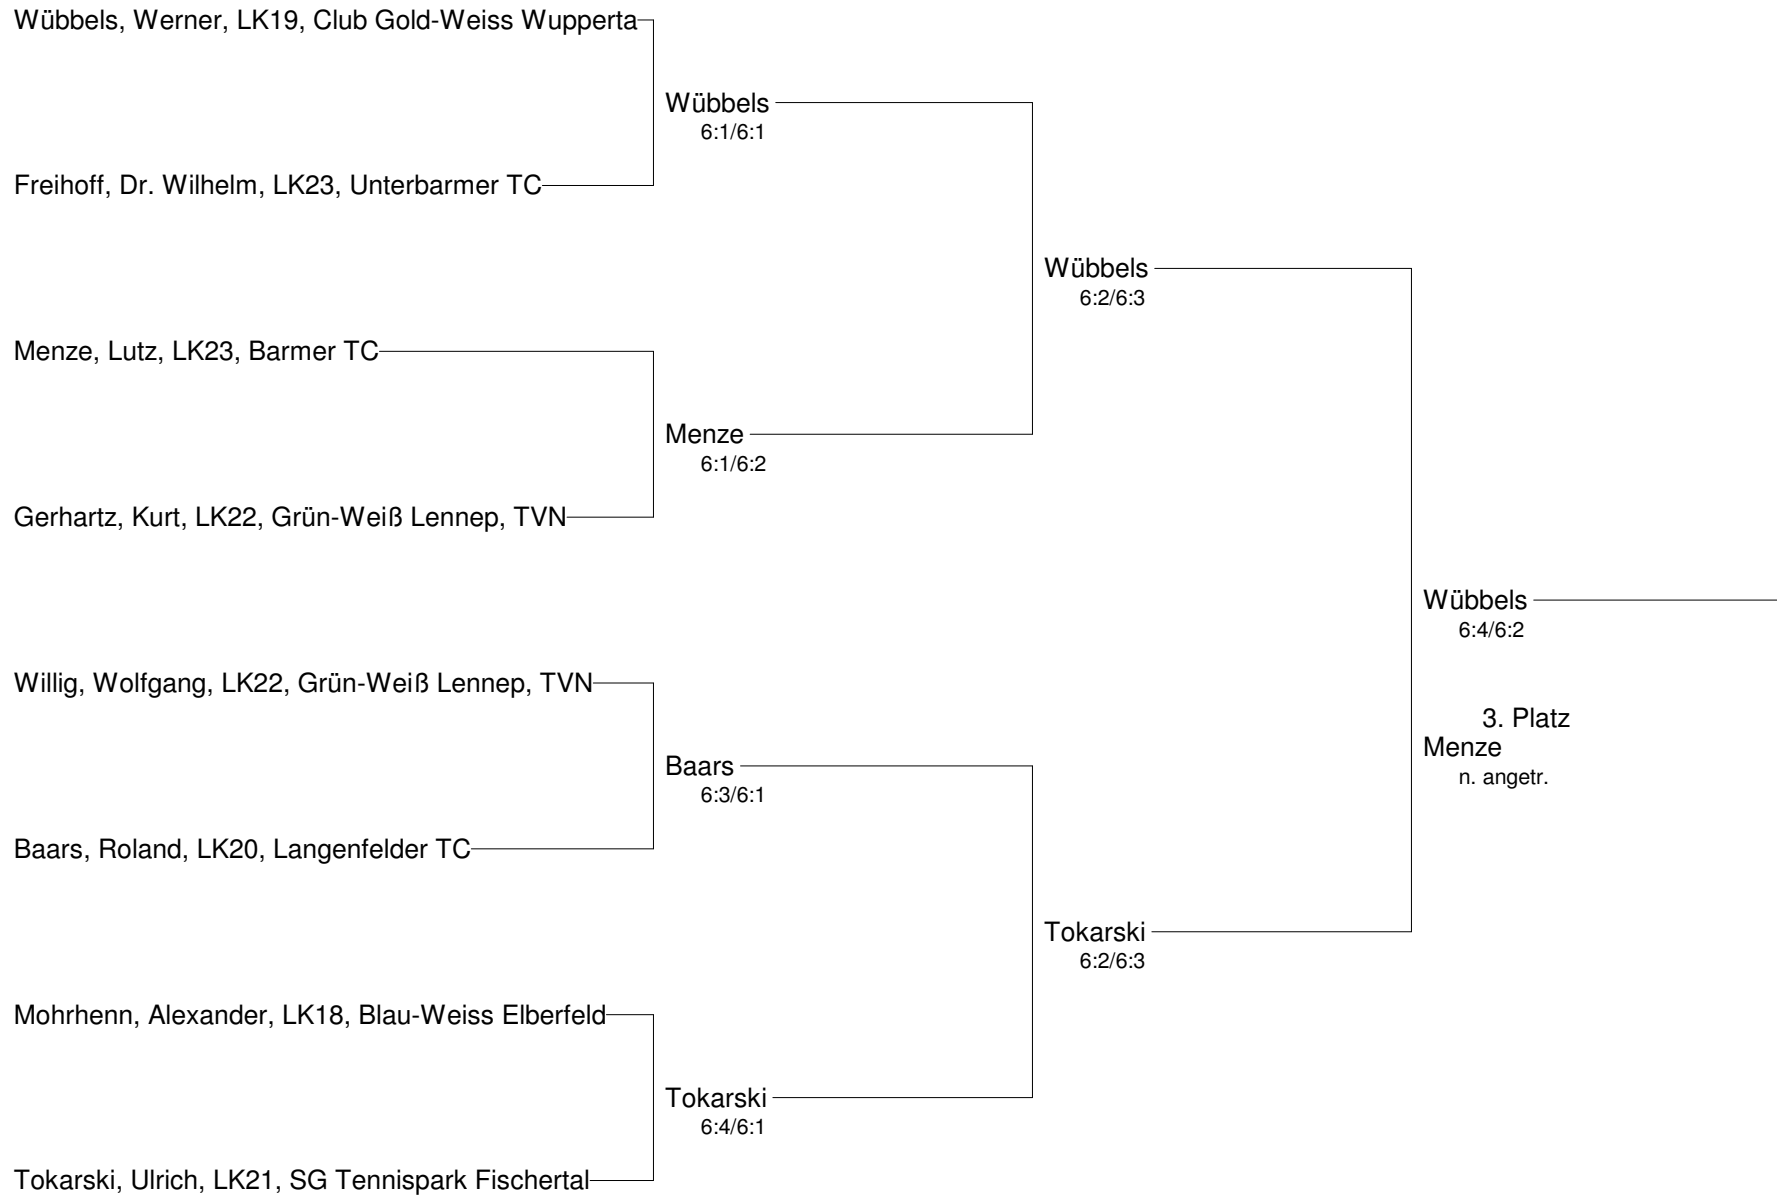 Wübbels, Werner, LK19, Club Gold-Weiss Wupperta
Wübbels
6:1/6:1
Freihoff, Dr. Wilhelm, LK23, Unterbarmer TC
Wübbels
6:2/6:3
Menze, Lutz, LK23, Barmer TC
Menze
6:1/6:2
Gerhartz, Kurt, LK22, Grün-Weiß Lennep, TVN
Wübbels
6:4/6:2
Willig, Wolfgang, LK22, Grün-Weiß Lennep, TVN
3. Platz
Menze
n. angetr.
Baars
6:3/6:1
Baars, Roland, LK20, Langenfelder TC
Tokarski
6:2/6:3
Mohrhenn, Alexander, LK18, Blau-Weiss Elberfeld
Tokarski
6:4/6:1
Tokarski, Ulrich, LK21, SG Tennispark Fischertal